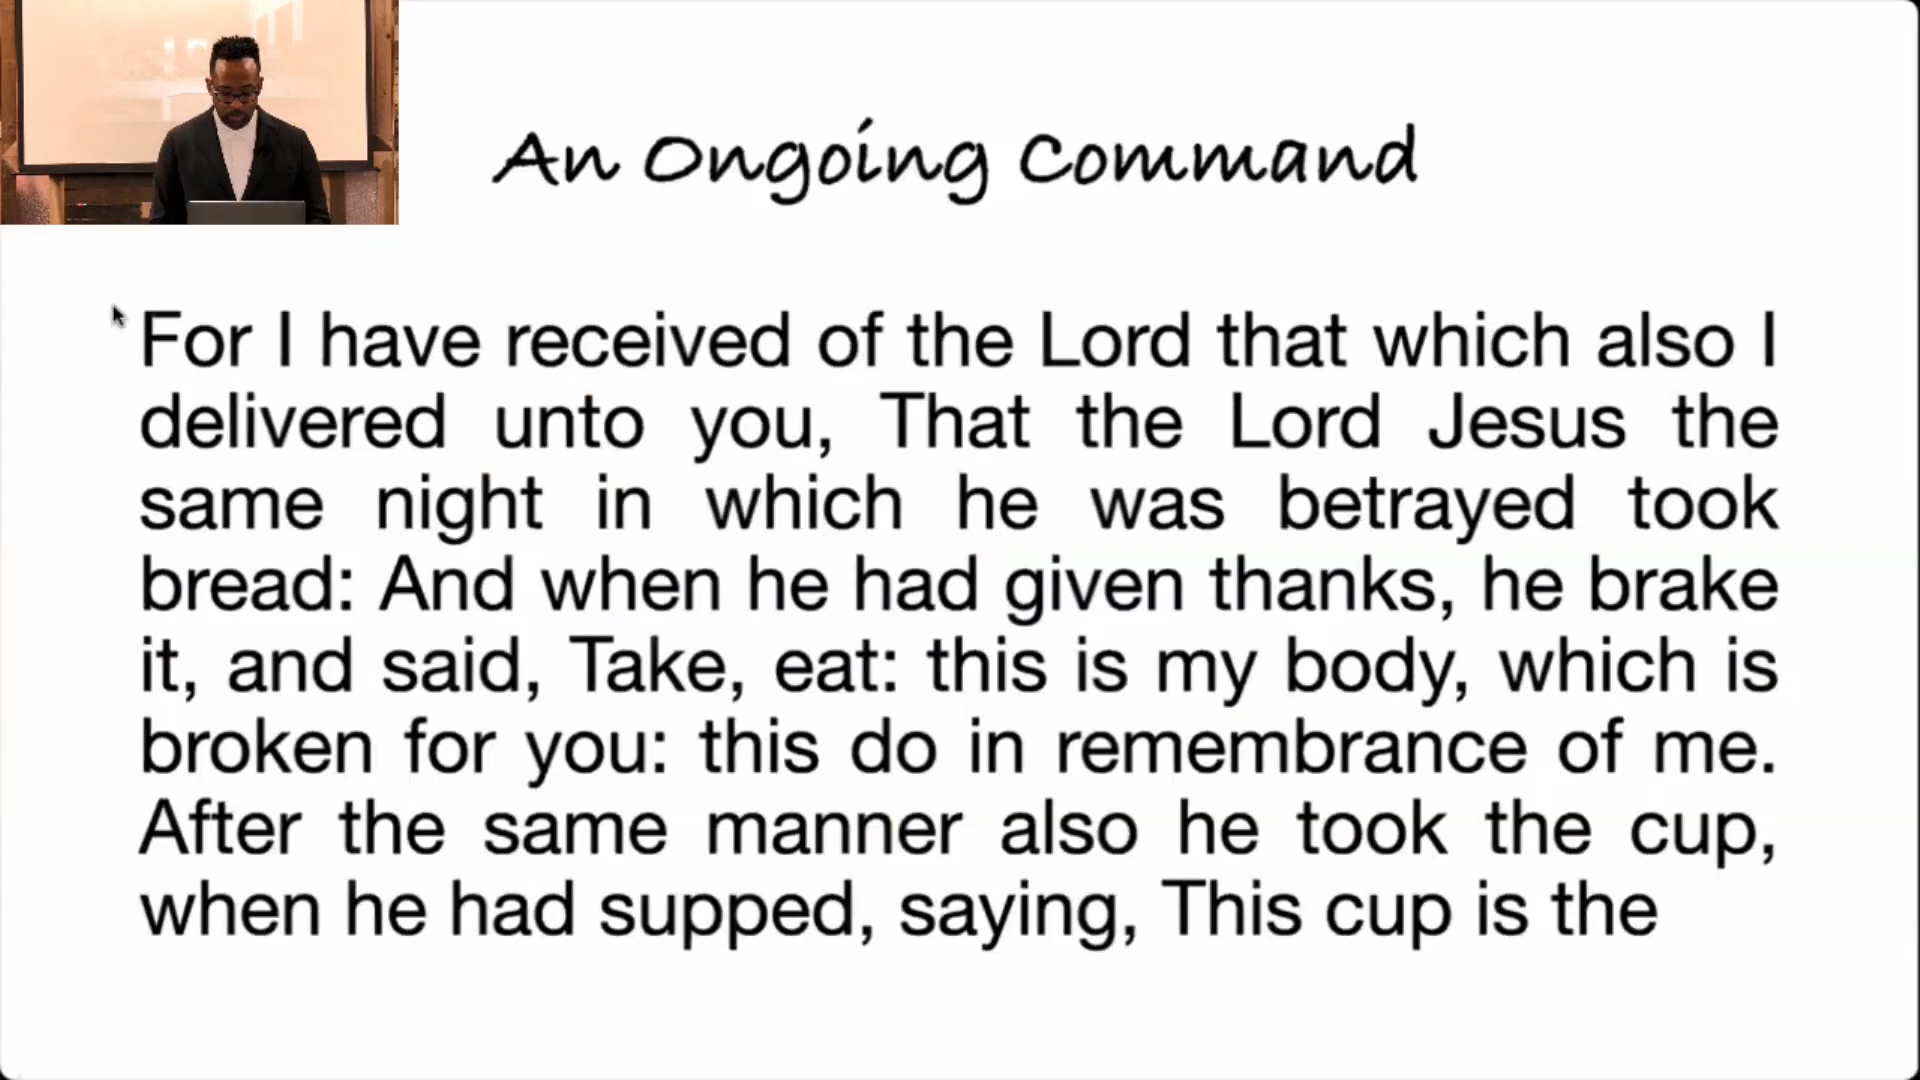 An Ongoing Command
For I have received of the Lord that which also I
delivered unto you, That the Lord Jesus the
same night in which he was betrayed took
bread: And when he had given thanks, he brake
it, and said, Take, eat: this is my body, which is
broken for you: this do in remembrance of me.
After the same manner also he took the cup,
when he had supped, saying, This cup is the